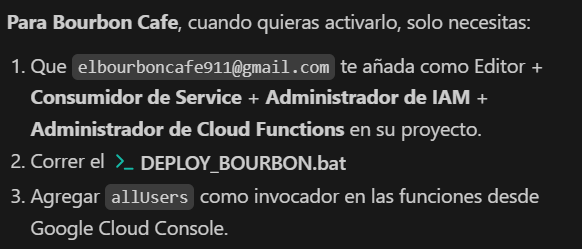 Para Bourbon Cafe, cuando quieras activarlo, solo necesitas:
1. Que elbourboncafe911@gmail.com te añada como Editor +
Consumidor de Service + Administrador de IAM +
Administrador de Cloud Functions en su proyecto.
2. Correr el >_ DEPLOY_BOURBON.bat
3. Agregar allUsers como invocador en las funciones desde
Google Cloud Console.